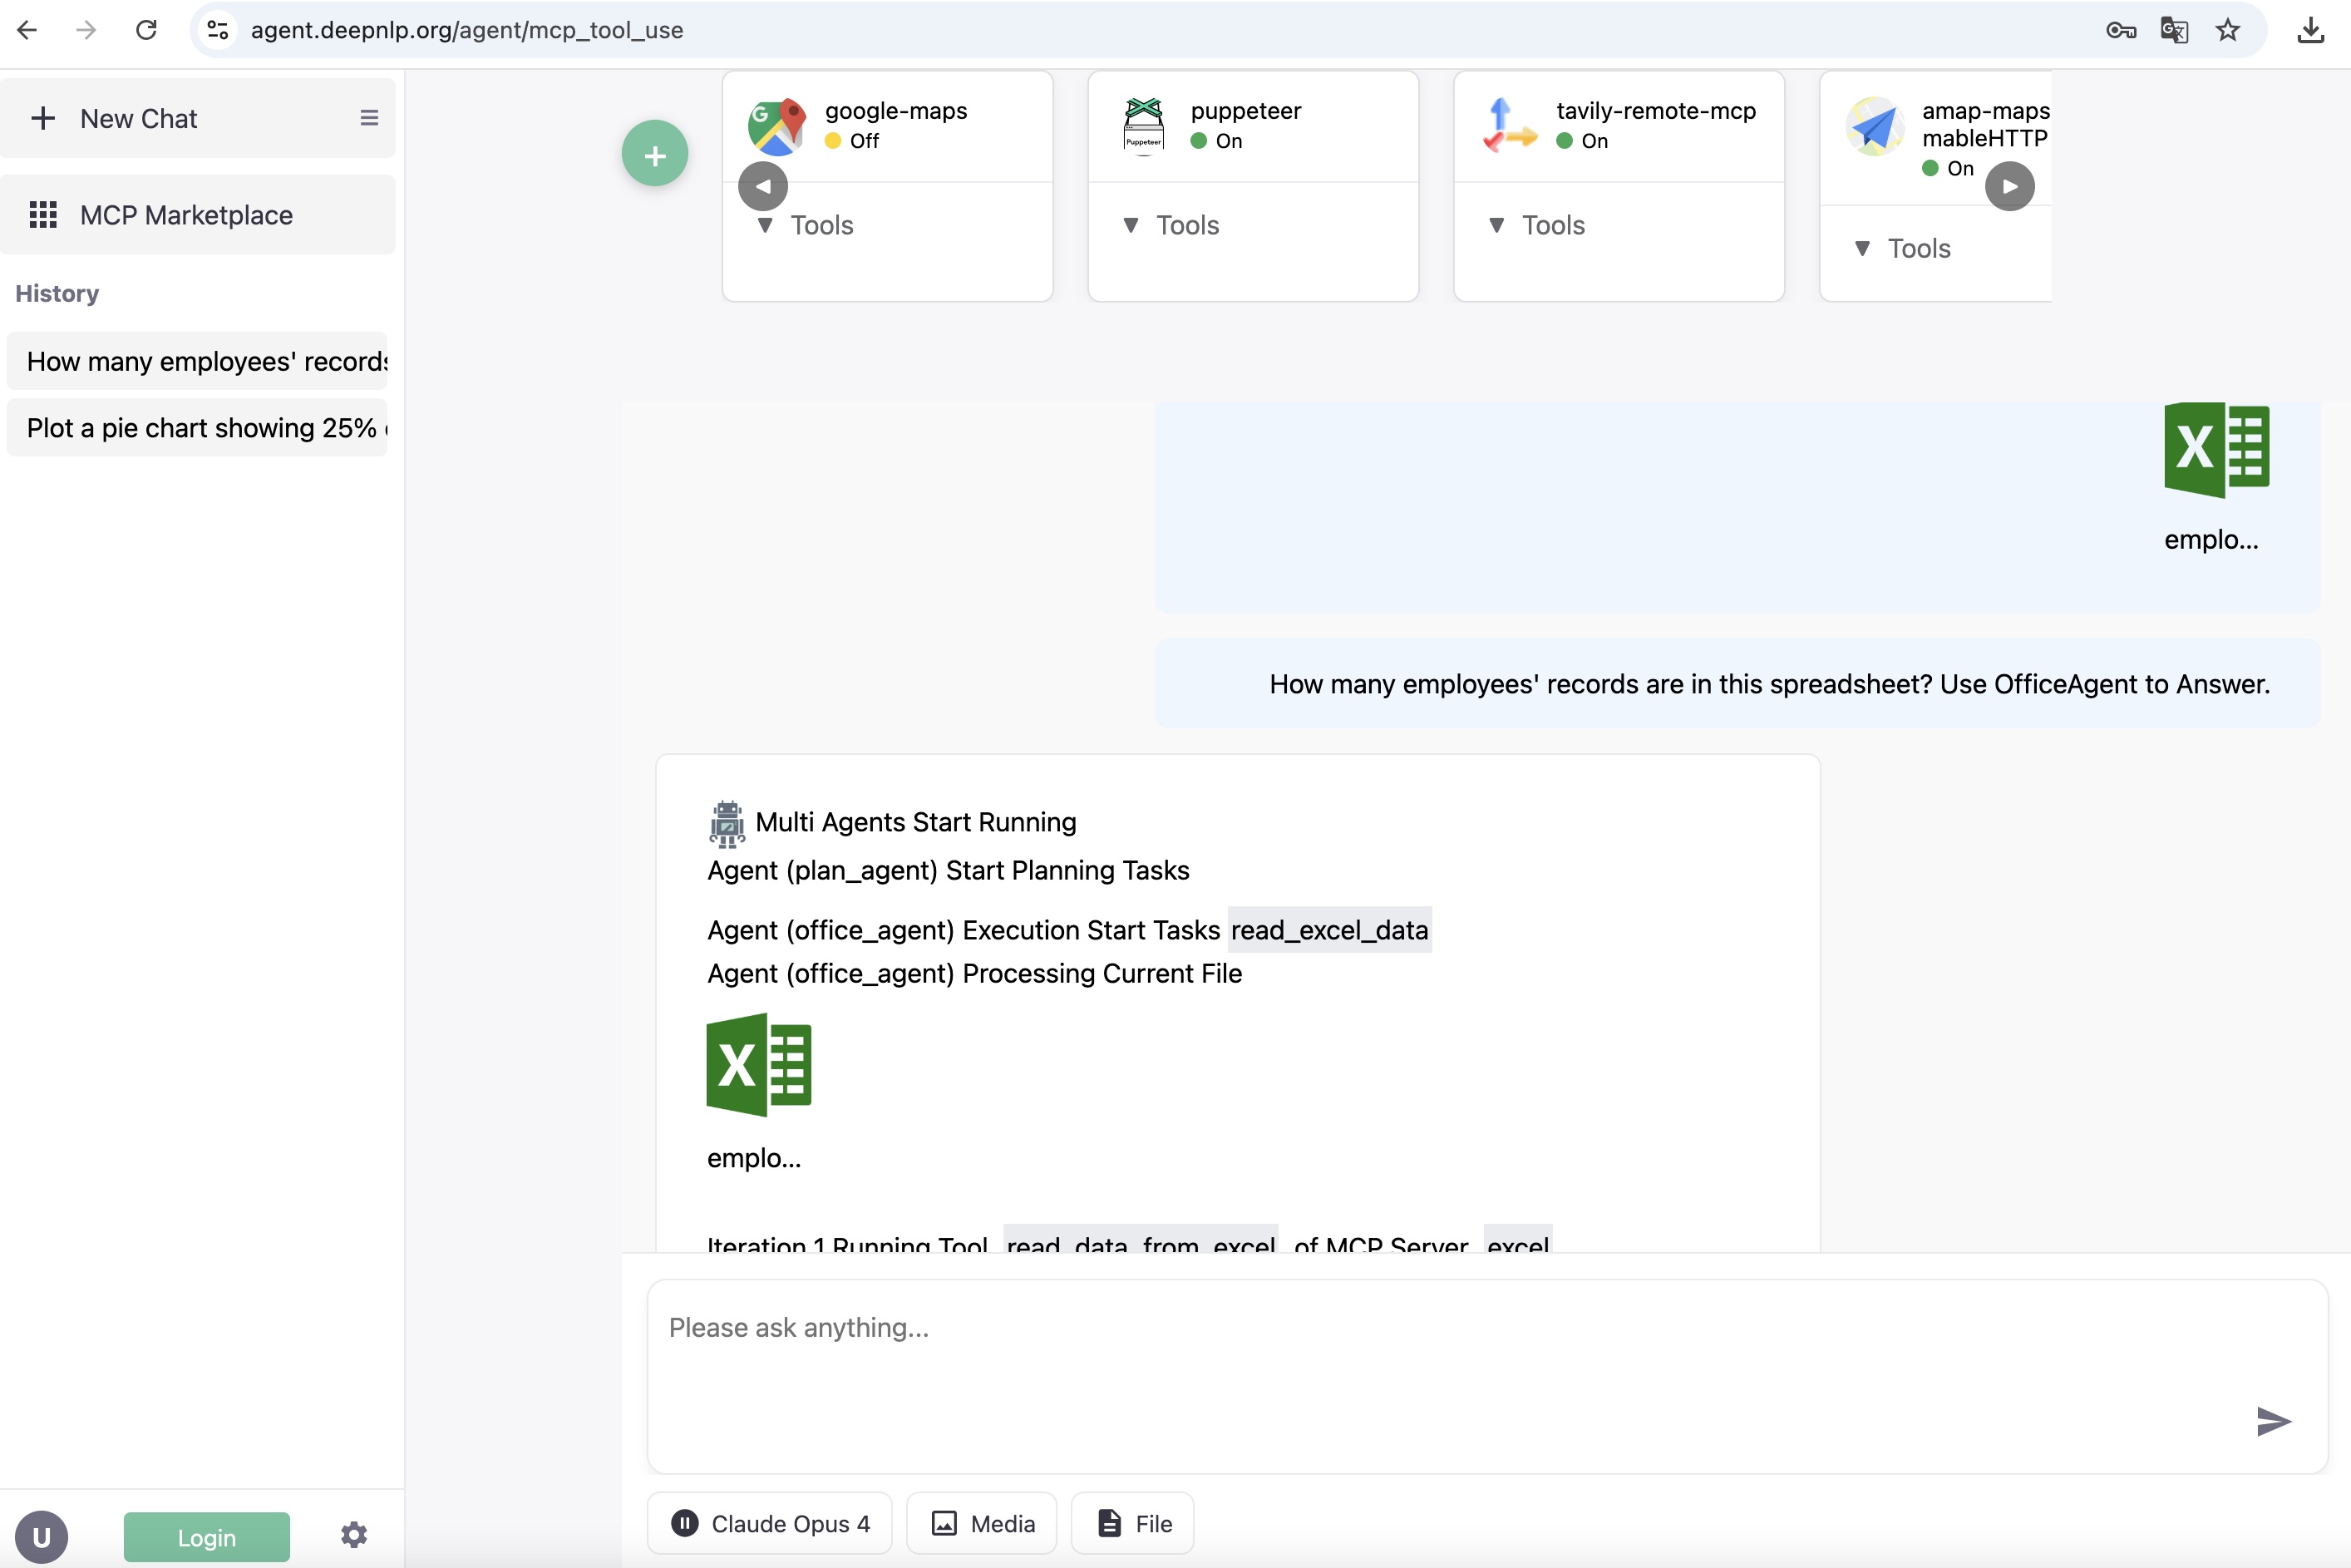 agent.deepnlp.org/agent/mcp_tool_use
New Chat
MCP Marketplace
History
How many employees' records
Plot a pie chart showing 25%
U
Login
google-maps
Off
Tools
Puppeteer
puppeteer
On
Tools
tavily-remote-mcp
On
Tools
amap-maps
mableHTTP
On
Tools
emplo...
How many employees' records are in this spreadsheet? Use OfficeAgent to Answer.
Multi Agents Start Running
Agent (plan_agent) Start Planning Tasks
Agent (office_agent) Execution Start Tasks read_excel_data
Agent (office_agent) Processing Current File
emplo...
Iteration 1 Running Tool read_data_from_excel of MCP Server excel
Please ask anything...
Claude Opus 4
Media
File